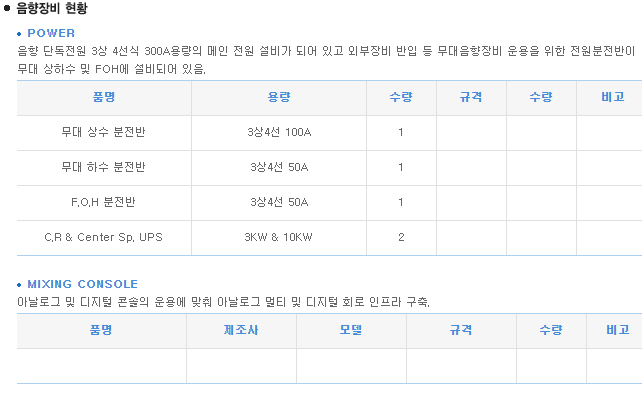 음향장비 현황
POWER
음향 단독전원 3상 4선식 300A용량의 메인 전원 설비가 되어 있고 외부장비 반입 등 무대음향장비 운용을 위한 전원분전반이
무대 상하수 및 FOH에 설비되어 있음.
품명 용량 수량 규격 수량 비고
무대 상수 분전반 3상4선 100A 1
무대 하수 분전반 3상4선 50A 1
F.O.H 분전반 3상4선 50A 1
C.R & Center Sp. UPS 3KW & 10KW 2
MIXING CONSOLE
아날로그 및 디지털 콘솔의 운용에 맞춰 아날로그 멀티 및 디지털 회로 인프라 구축.
품명 제조사 모델 규격 수량 비고